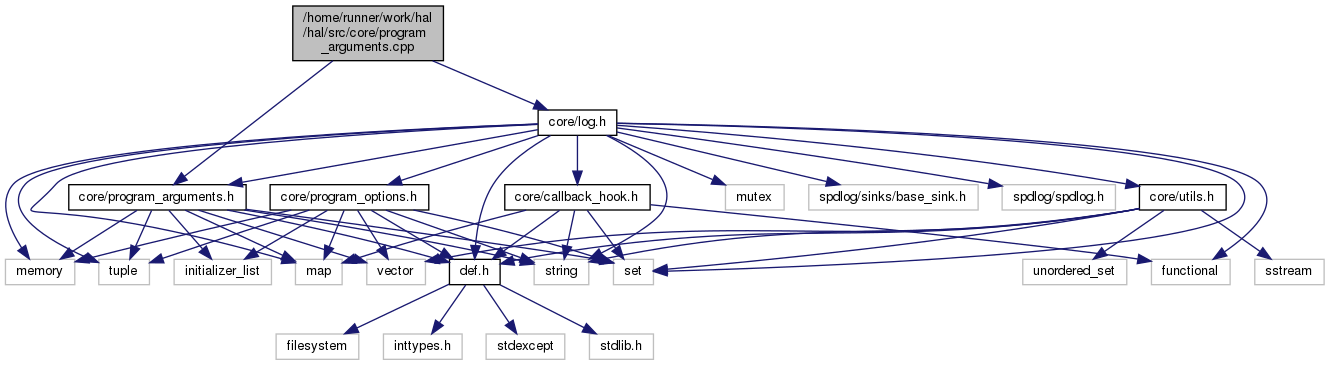 /home/runner/work/hal
/hal/src/core/program
_arguments.cpp
core/log.h
core/program_arguments.h
core/program_options.h
core/callback_hook.h
mutex
spdlog/sinks/base_sink.h
spdlog/spdlog.h
core/utils.h
memory
tuple
initializer_list
map
vector
def.h
string
set
unordered_set
functional
sstream
filesystem
inttypes.h
stdexcept
stdlib.h